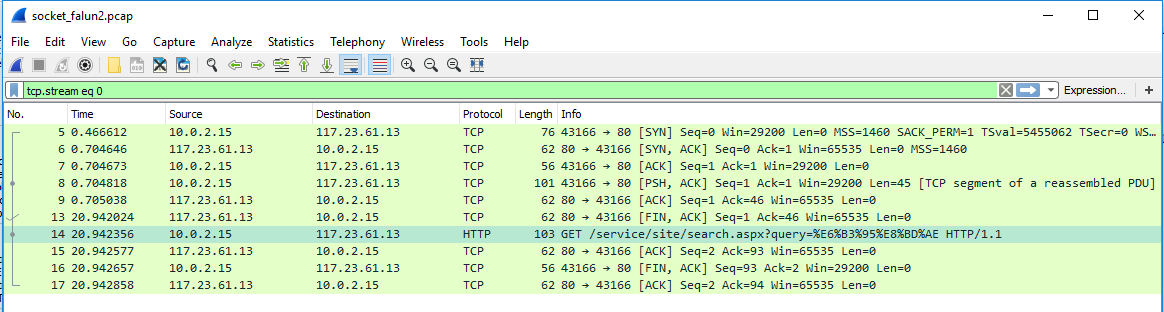 socket_falun2.pcap
File Edit View Go Capture Analyze Statistics Telephony Wireless Tools Help
tcp.stream eq 0 Expression... +
No. Time Source Destination Protocol Length Info
5 0.466612 10.0.2.15 117.23.61.13 TCP 76 43166 → 80 [SYN] Seq=0 Win=29200 Len=0 MSS=1460 SACK_PERM=1 TSval=5455062 TSecr=0 WS…
6 0.704646 117.23.61.13 10.0.2.15 TCP 62 80 → 43166 [SYN, ACK] Seq=0 Ack=1 Win=65535 Len=0 MSS=1460
7 0.704673 10.0.2.15 117.23.61.13 TCP 56 43166 → 80 [ACK] Seq=1 Ack=1 Win=29200 Len=0
8 0.704818 10.0.2.15 117.23.61.13 TCP 101 43166 → 80 [PSH, ACK] Seq=1 Ack=1 Win=29200 Len=45 [TCP segment of a reassembled PDU]
9 0.705038 117.23.61.13 10.0.2.15 TCP 62 80 → 43166 [ACK] Seq=1 Ack=46 Win=65535 Len=0
13 20.942024 117.23.61.13 10.0.2.15 TCP 62 80 → 43166 [FIN, ACK] Seq=1 Ack=46 Win=65535 Len=0
14 20.942356 10.0.2.15 117.23.61.13 HTTP 103 GET /service/site/search.aspx?query=%E6%B3%95%E8%BD%AE HTTP/1.1
15 20.942577 117.23.61.13 10.0.2.15 TCP 62 80 → 43166 [ACK] Seq=2 Ack=93 Win=65535 Len=0
16 20.942657 10.0.2.15 117.23.61.13 TCP 56 43166 → 80 [FIN, ACK] Seq=93 Ack=2 Win=29200 Len=0
17 20.942858 117.23.61.13 10.0.2.15 TCP 62 80 → 43166 [ACK] Seq=2 Ack=94 Win=65535 Len=0